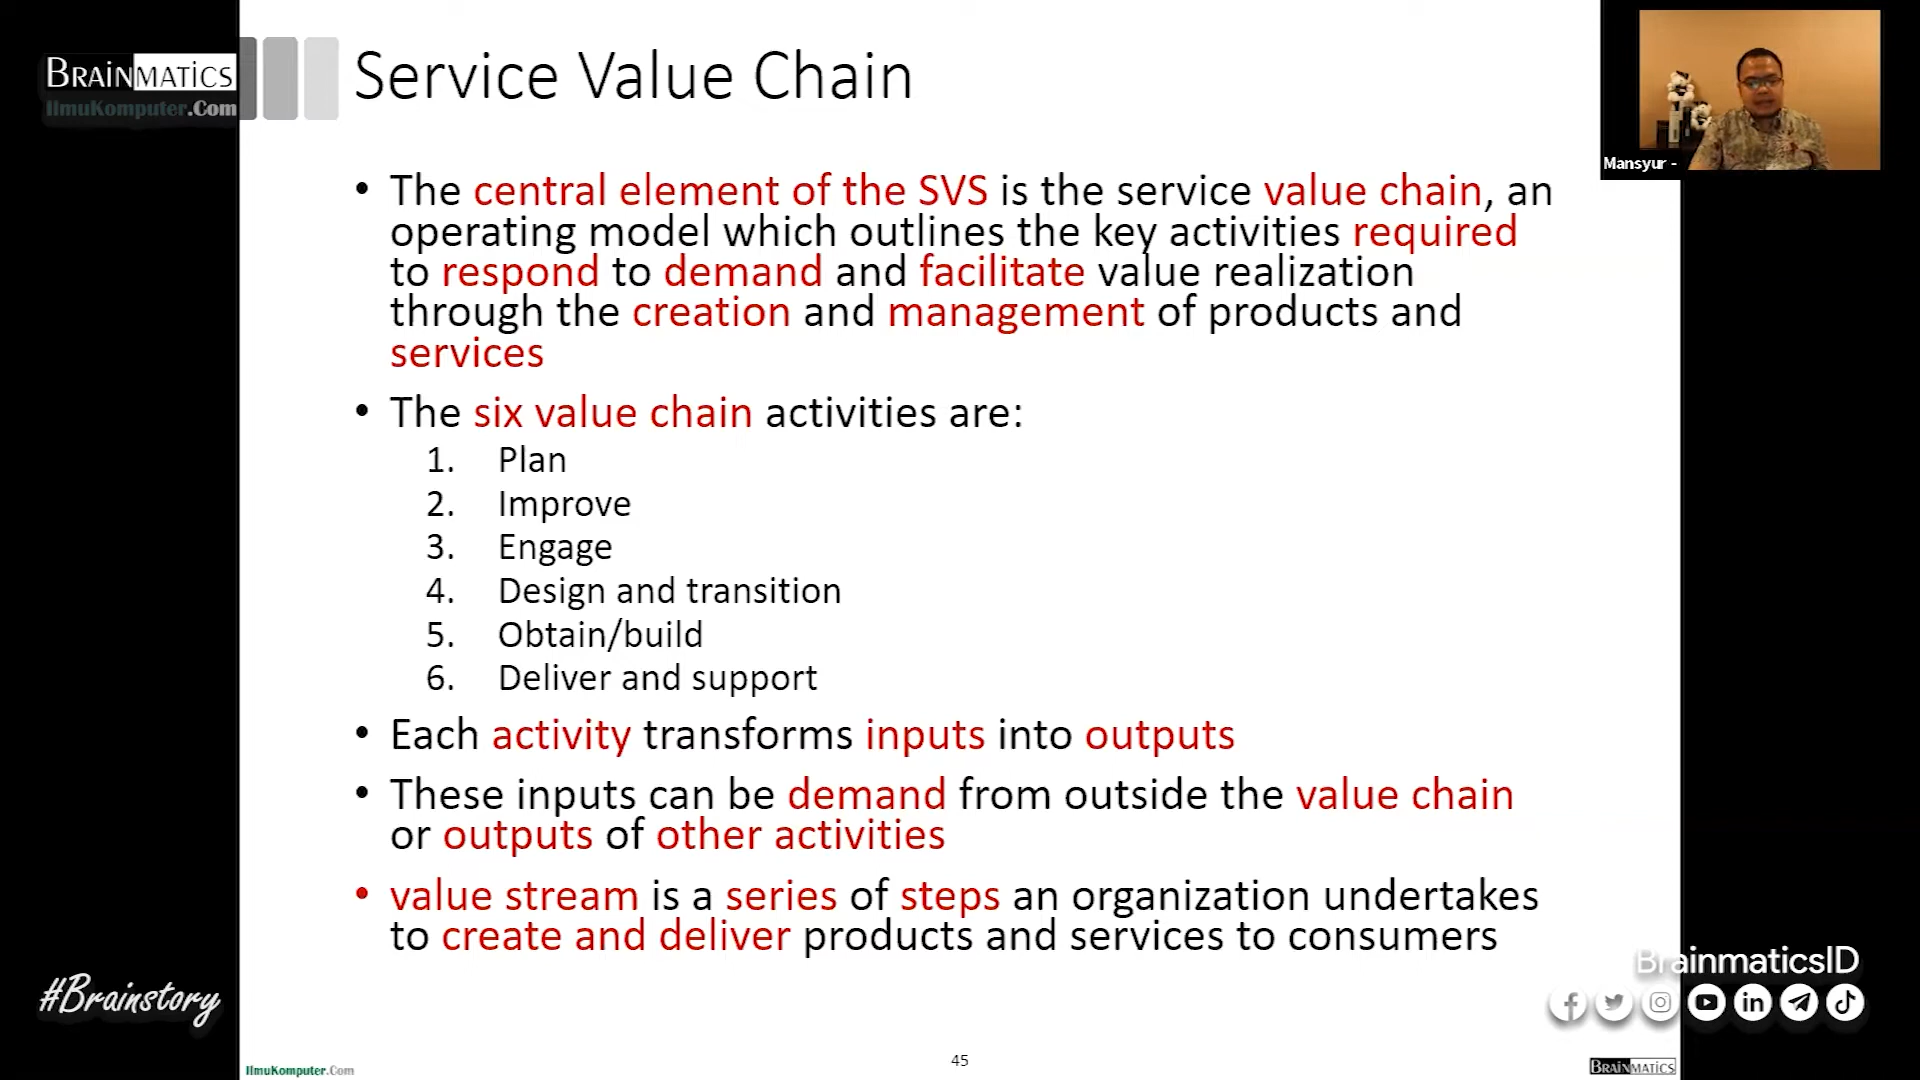 BRAINMATICS
IlmuKomputer.Com
Service Value Chain
Mansyur -
• The central element of the SVS is the service value chain, an
operating model which outlines the key activities required
to respond to demand and facilitate value realization
through the creation and management of products and
services
• The six value chain activities are:
1. Plan
2. Improve
3. Engage
4. Design and transition
5. Obtain/build
6. Deliver and support
• Each activity transforms inputs into outputs
• These inputs can be demand from outside the value chain
or outputs of other activities
• value stream is a series of steps an organization undertakes
to create and deliver products and services to consumers
BrainmaticsID
#Brainstory
IlmuKomputer.Com
45
BRAINMATICS